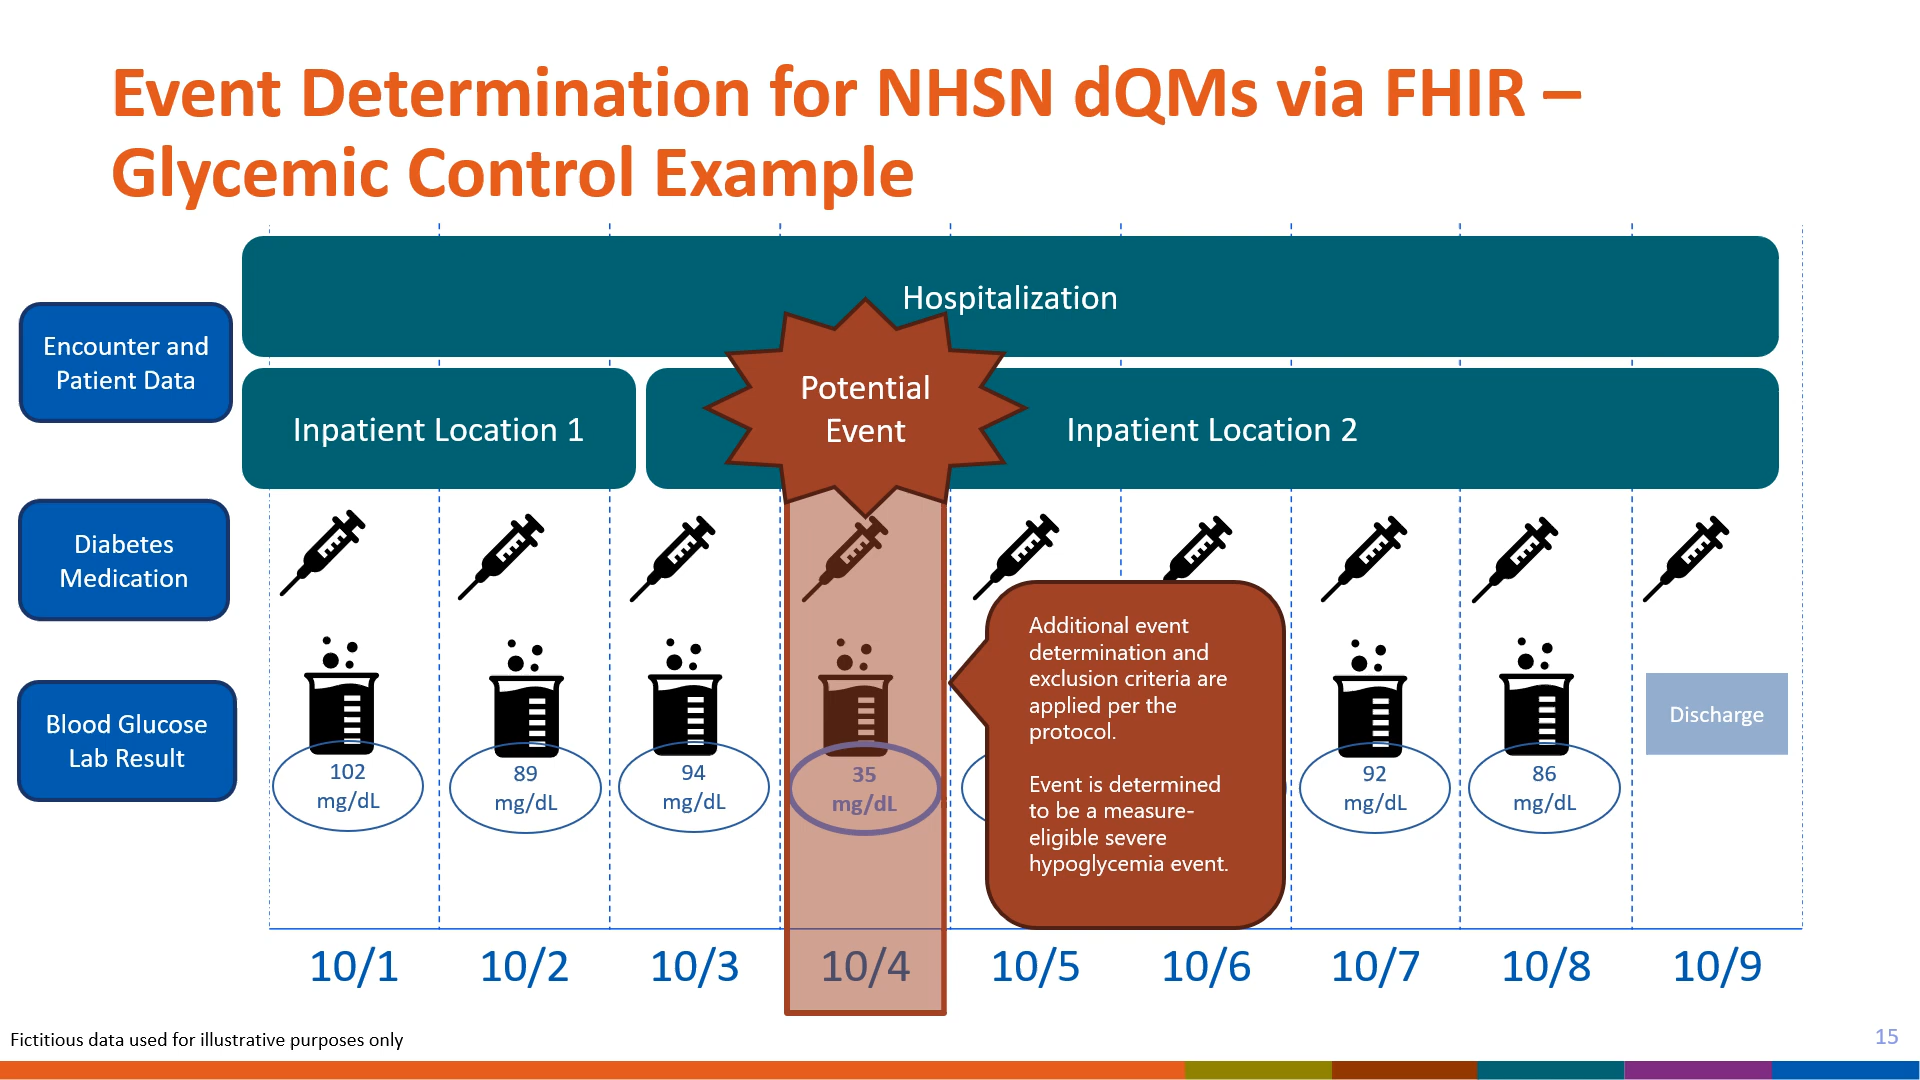 Event Determination for NHSN dQMs via FHIR –
Glycemic Control Example
Hospitalization
Encounter and
Patient Data
Potential
Event
Inpatient Location 1
Inpatient Location 2
Diabetes
Medication
Additional event
determination and
exclusion criteria are
applied per the
protocol.
Event is determined
to be a measure-
eligible severe
hypoglycemia event.
Blood Glucose
Lab Result
102
mg/dL
89
mg/dL
94
mg/dL
35
mg/dL
92
mg/dL
86
mg/dL
Discharge
10/1
10/2
10/3
10/4
10/5
10/6
10/7
10/8
10/9
Fictitious data used for illustrative purposes only
15